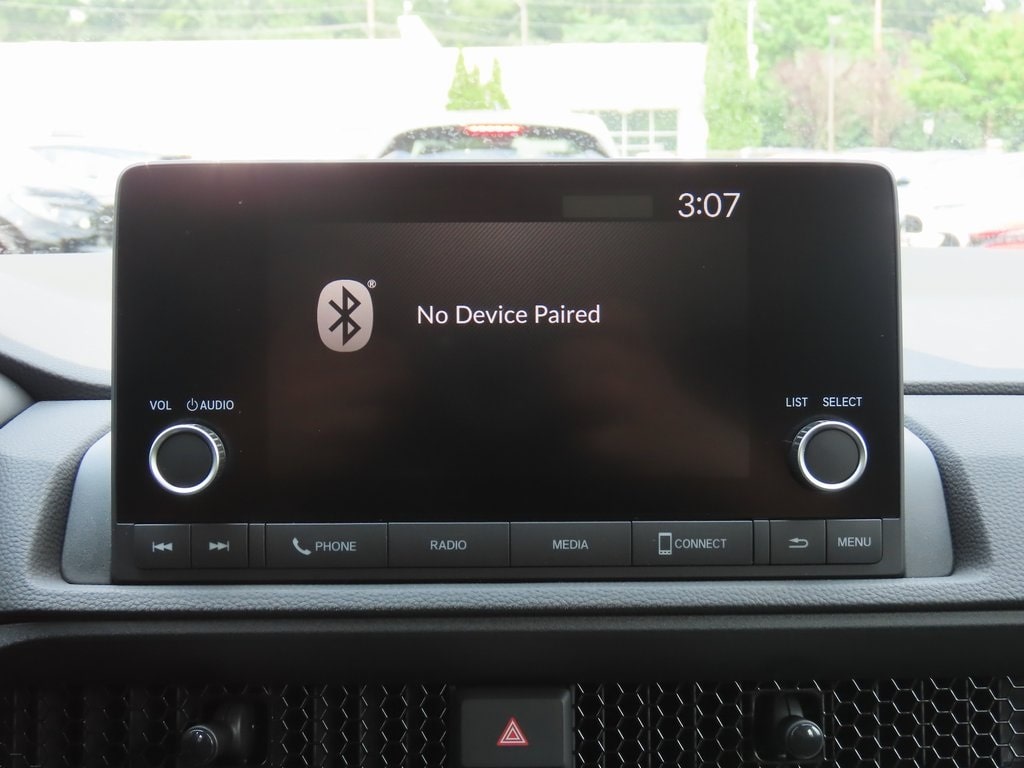 3:07
®
No Device Paired
VOL AUDIO
LIST SELECT
PHONE RADIO MEDIA CONNECT MENU